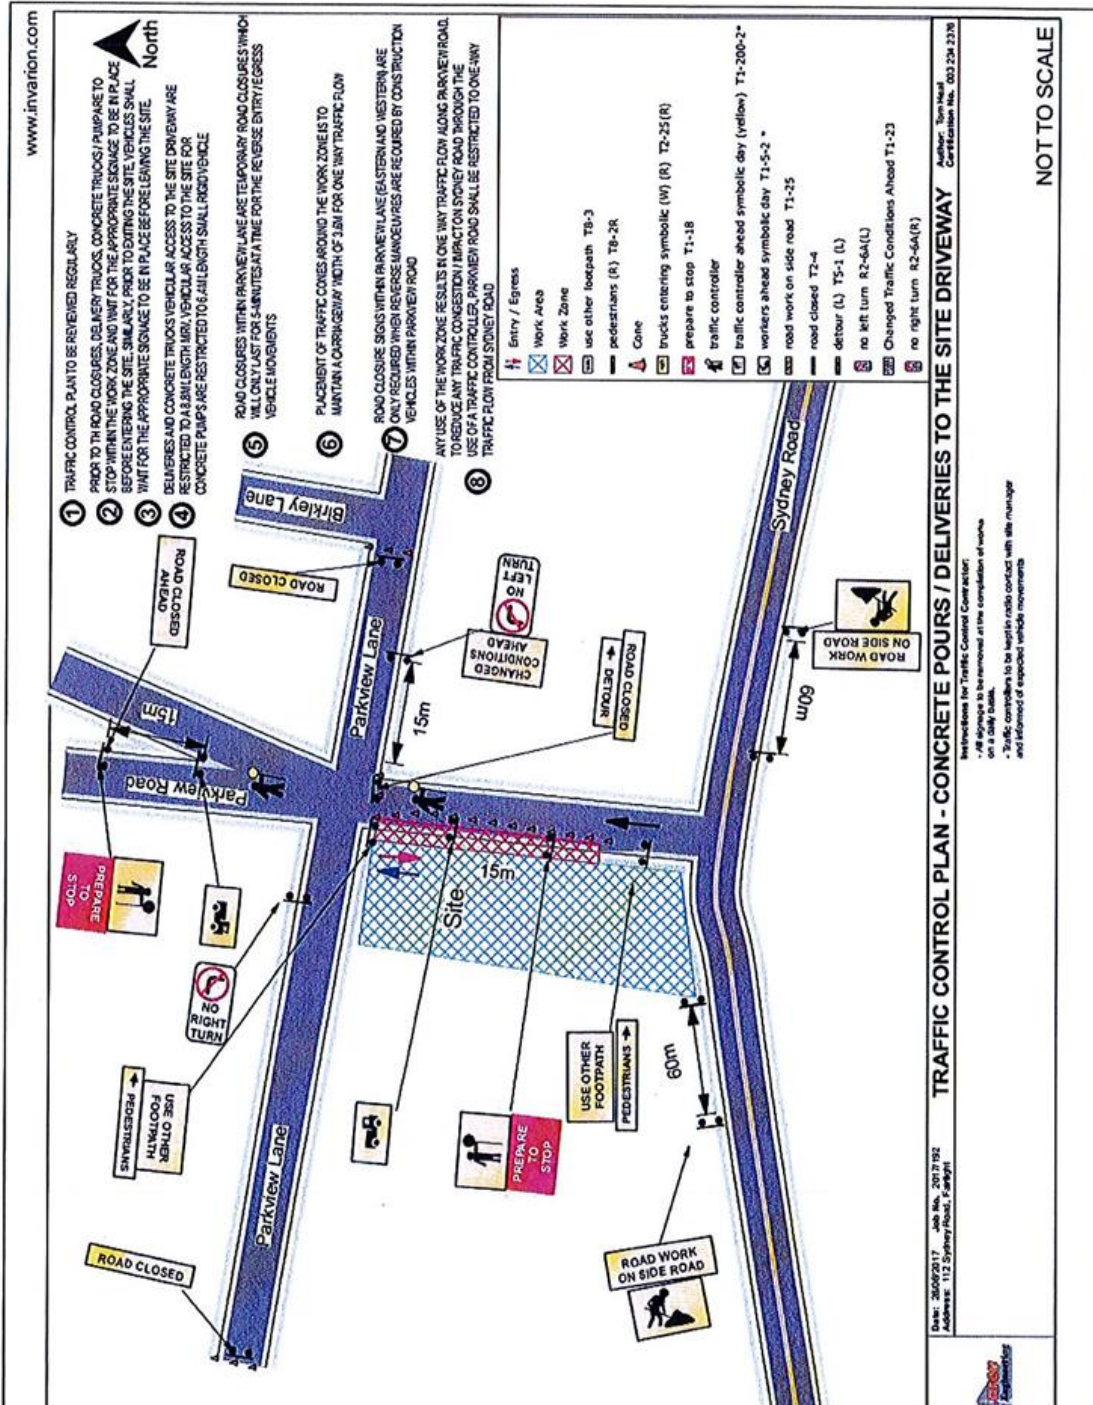 www.invarion.com
North
1 TRAFFIC CONTROL PLAN TO BE REVIEWED REGULARLY
2 PRIOR TO TH ROAD CLOSURES, DELIVERY TRUCKS, CONCRETE TRUCKS / PUMP ARE TO
STOP WITHIN THE WORK ZONE AND WAIT FOR THE APPROPRIATE SIGNAGE TO BE IN PLACE
3 BEFORE ENTERING THE SITE. SIMILARLY, PRIOR TO EXITING THE SITE, VEHICLES SHALL
WAIT FOR THE APPROPRIATE SIGNAGE TO BE IN PLACE BEFORE LEAVING THE SITE.
4 DELIVERIES AND CONCRETE TRUCKS VEHICULAR ACCESS TO THE SITE DRIVEWAY ARE
RESTRICTED TO A 8.8M LENGTH MRV, VEHICULAR ACCESS TO THE SITE FOR
CONCRETE PUMPS ARE RESTRICTED TO 6.4M LENGTH SMALL RIGID VEHICLE
5 ROAD CLOSURES WITHIN PARKVIEW LANE ARE TEMPORARY ROAD CLOSURES WHICH
WILL ONLY LAST FOR 5-MINUTES AT A TIME FOR THE REVERSE ENTRY / EGRESS
VEHICLE MOVEMENTS
6 PLACEMENT OF TRAFFIC CONES AROUND THE WORK ZONE IS TO
MAINTAIN A CARRIAGEWAY WIDTH OF 3.6M FOR ONE WAY TRAFFIC FLOW
7 ROAD CLOSURE SIGNS WITHIN PARKVIEW LANE (EASTERN AND WESTERN) ARE
ONLY REQUIRED WHEN REVERSE MANOEUVRES ARE REQUIRED BY CONSTRUCTION
VEHICLES WITHIN PARKVIEW ROAD
8 ANY USE OF THE WORK ZONE RESULTS IN ONE WAY TRAFFIC FLOW ALONG PARKVIEW ROAD.
TO REDUCE ANY TRAFFIC CONGESTION / IMPACT ON SYDNEY ROAD THROUGH THE
USE OF A TRAFFIC CONTROLLER, PARKVIEW ROAD SHALL BE RESTRICTED TO ONE-WAY
TRAFFIC FLOW FROM SYDNEY ROAD
Entry / Egress
Work Area
Work Zone
use other footpath T8-3
pedestrians (R) T8-2R
Cone
trucks entering symbolic (W) (R) T2-25(R)
prepare to stop T1-18
traffic controller
traffic controller ahead symbolic day (yellow) T1-200-2*
workers ahead symbolic day T1-5-2 *
road work on side road T1-25
road closed T2-4
detour (L) T5-1 (L)
no left turn R2-6A(L)
Changed Traffic Conditions Ahead T1-23
no right turn R2-6A(R)
ROAD CLOSED
AHEAD
15m
Parkview Road
PREPARE
TO
STOP
NO
RIGHT
TURN
PEDESTRIANS →
USE OTHER
FOOTPATH
ROAD CLOSED
Parkview Lane
Birkley Lane
ROAD CLOSED
Parkview Lane
NO
LEFT
TURN
CHANGED
CONDITIONS
AHEAD
15m
ROAD CLOSED
← DETOUR
Site
15m
PREPARE
TO
STOP
USE OTHER
FOOTPATH
PEDESTRIANS →
Sydney Road
60m
ROAD WORK
ON SIDE ROAD
60m
ROAD WORK
ON SIDE ROAD
Date: 26/06/2017 Job No. 2017/192
Address: 112 Sydney Road, Fairlight
TRAFFIC CONTROL PLAN - CONCRETE POURS / DELIVERIES TO THE SITE DRIVEWAY
Author: Tom Heal
Certification No.
Instructions for Traffic Control Contractor:
- All signage to be removed at the completion of works
on a daily basis.
- Traffic controllers to be kept in radio contact with site manager
and informed of expected vehicle movements
NOT TO SCALE